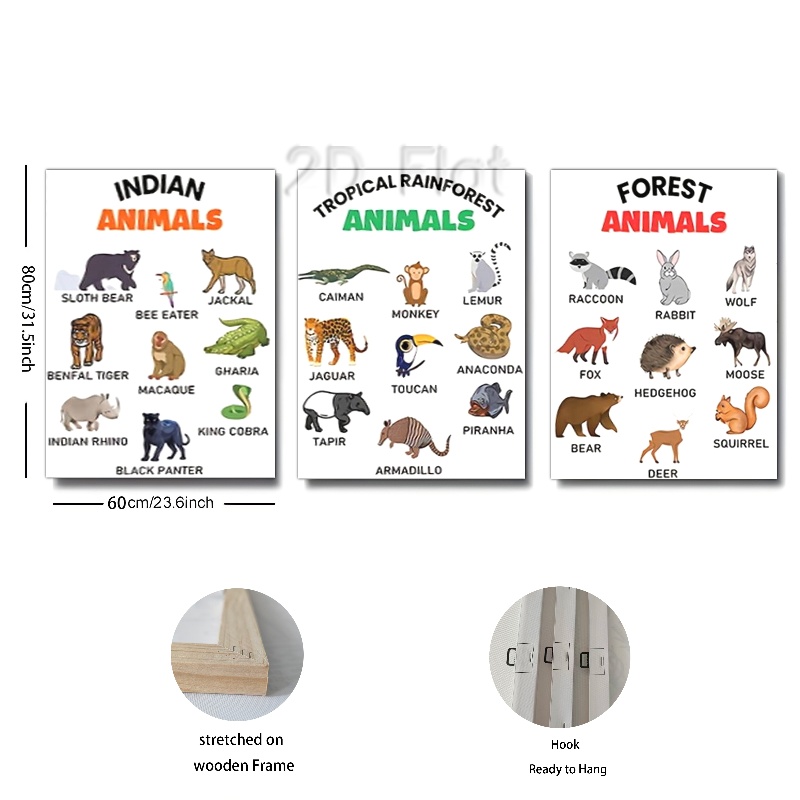 2D Flat
INDIAN
ANIMALS
SLOTH BEAR
BEE EATER
JACKAL
BENFAL TIGER
MACAQUE
GHARIA
INDIAN RHINO
KING COBRA
BLACK PANTER
TROPICAL RAINFOREST
ANIMALS
CAIMAN
MONKEY
LEMUR
JAGUAR
TOUCAN
ANACONDA
TAPIR
ARMADILLO
PIRANHA
FOREST
ANIMALS
RACCOON
RABBIT
WOLF
FOX
HEDGEHOG
MOOSE
BEAR
DEER
SQUIRREL
80cm/31.5inch
60cm/23.6inch
stretched on
wooden Frame
Hook
Ready to Hang